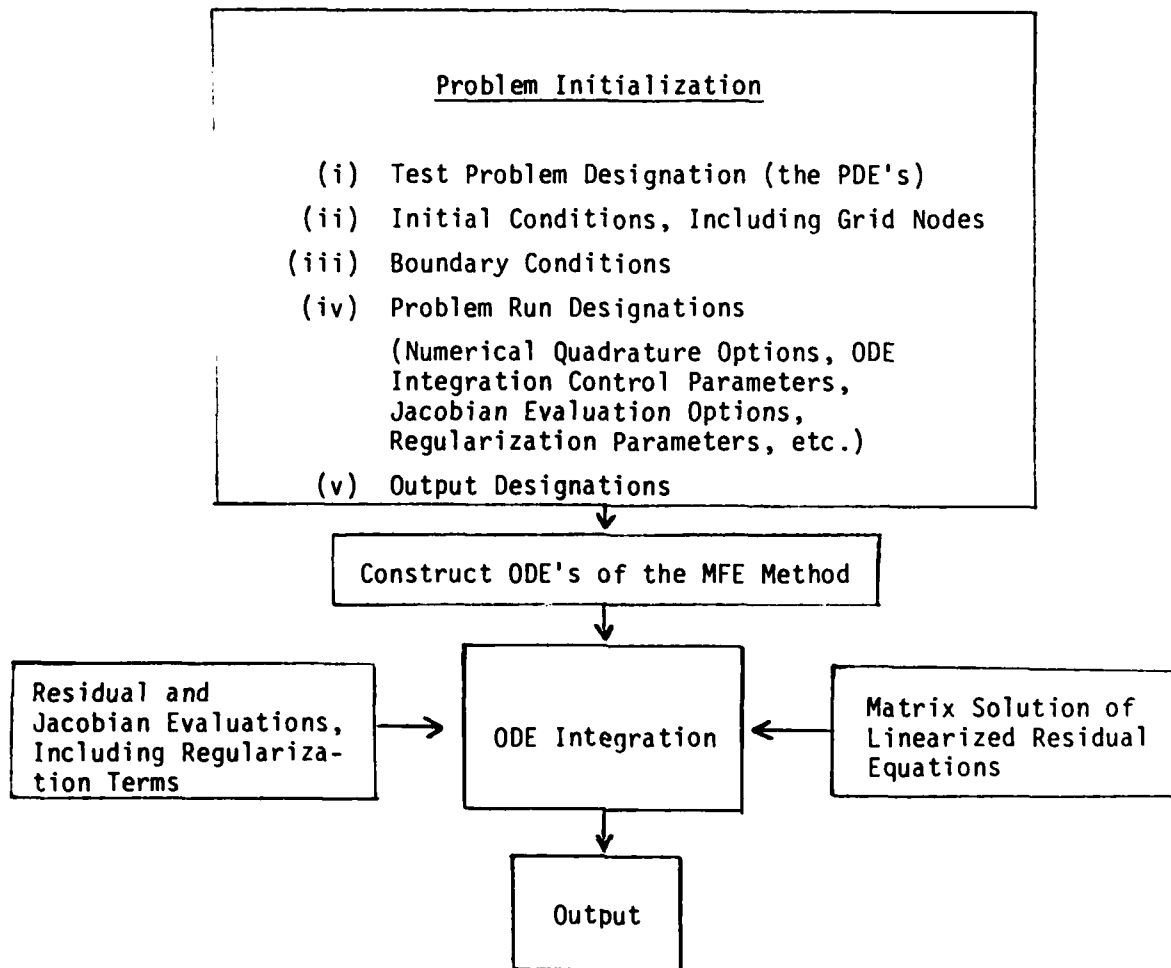 Problem Initialization
(i) Test Problem Designation (the PDE's)
(ii) Initial Conditions, Including Grid Nodes
(iii) Boundary Conditions
(iv) Problem Run Designations
(Numerical Quadrature Options, ODE
Integration Control Parameters,
Jacobian Evaluation Options,
Regularization Parameters, etc.)
(v) Output Designations
Construct ODE's of the MFE Method
Residual and
Jacobian Evaluations,
Including Regulariza-
tion Terms
ODE Integration
Matrix Solution of
Linearized Residual
Equations
Output